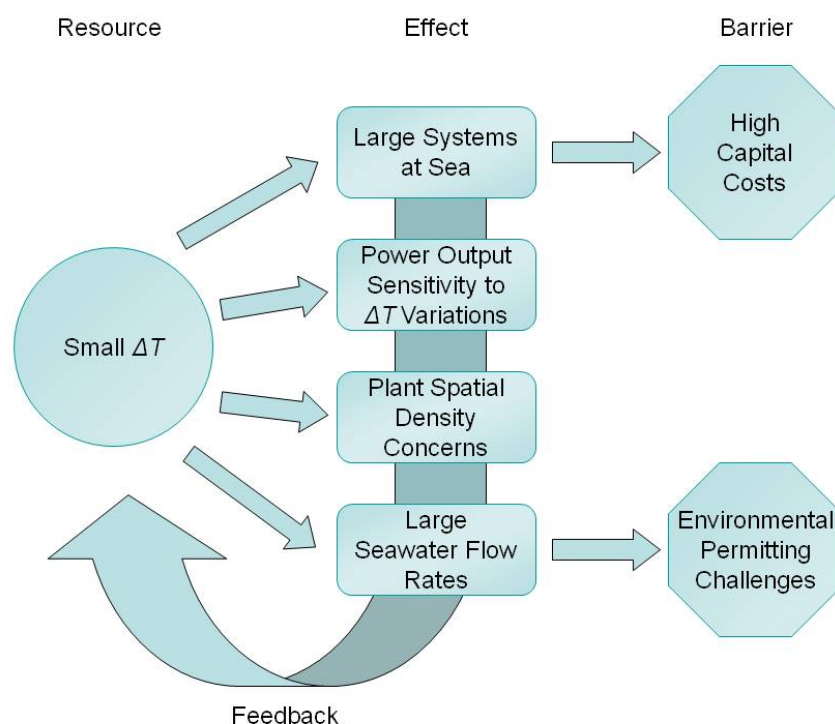 Resource
Effect
Barrier
Large Systems
at Sea
High
Capital
Costs
Small ΔT
Power Output
Sensitivity to
ΔT Variations
Plant Spatial
Density
Concerns
Large
Seawater Flow
Rates
Environmental
Permitting
Challenges
Feedback